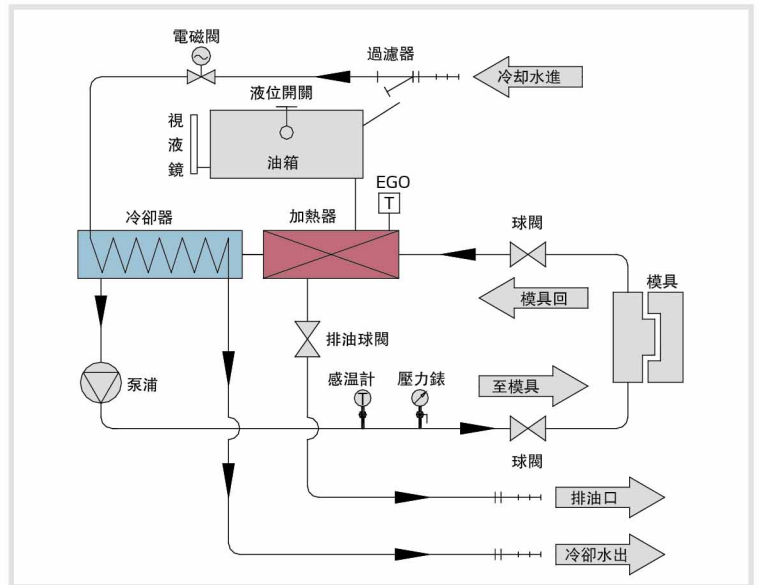 電磁閥
過濾器
冷却水進
液位開關
視
液
鏡
油箱
EGO
T
冷卻器
加熱器
球閥
模具
模具回
排油球閥
泵浦
感温計
壓力錶
至模具
T
球閥
排油口
冷卻水出